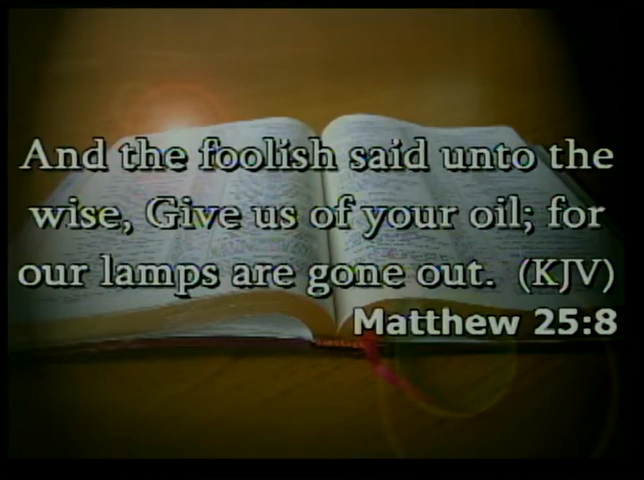 And the foolish said unto the
wise, Give us of your oil; for
our lamps are gone out. (KJV)
Matthew 25:8